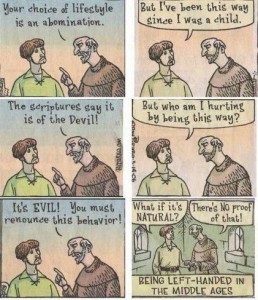 Your choice of lifestyle
is an abomination.
But I've been this way
since I was a child.
The scriptures say it
is of the Devil!
But who am I hurting
by being this way?
It's EVIL! You must
renounce this behavior!
What if it's
NATURAL?
There's NO proof
of that!
BEING LEFT-HANDED IN
THE MIDDLE AGES